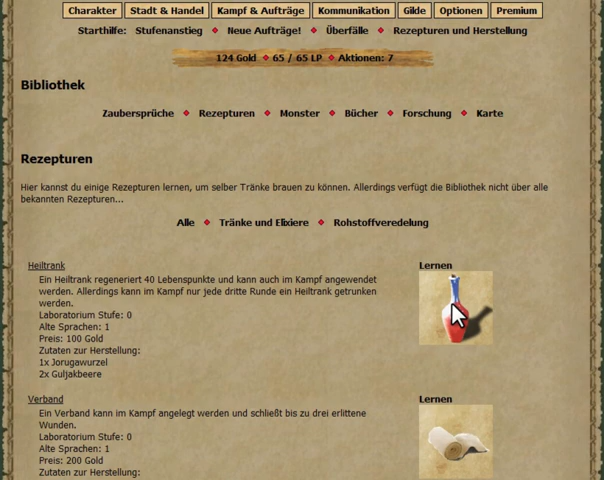 Charakter Stadt & Handel Kampf & Aufträge Kommunikation Gilde Optionen Premium
Starthilfe: Stufenanstieg Neue Aufträge! Überfälle Rezepturen und Herstellung
124 Gold 65 / 65 LP Aktionen: 7
Bibliothek
Zaubersprüche Rezepturen Monster Bücher Forschung Karte
Rezepturen
Hier kannst du einige Rezepturen lernen, um selber Tränke brauen zu können. Allerdings verfügt die Bibliothek nicht über alle
bekannten Rezepturen...
Alle Tränke und Elixiere Rohstoffveredelung
Heiltrank Lernen
Ein Heiltrank regeneriert 40 Lebenspunkte und kann auch im Kampf angewendet
werden. Allerdings kann im Kampf nur jede dritte Runde ein Heiltrank getrunken
werden.
Laboratorium Stufe: 0
Alte Sprachen: 1
Preis: 100 Gold
Zutaten zur Herstellung:
1x Jorugawurzel
2x Guljakbeere
Verband Lernen
Ein Verband kann im Kampf angelegt werden und schließt bis zu drei erlittene
Wunden.
Laboratorium Stufe: 0
Alte Sprachen: 1
Preis: 200 Gold
Zutaten zur Herstellung: